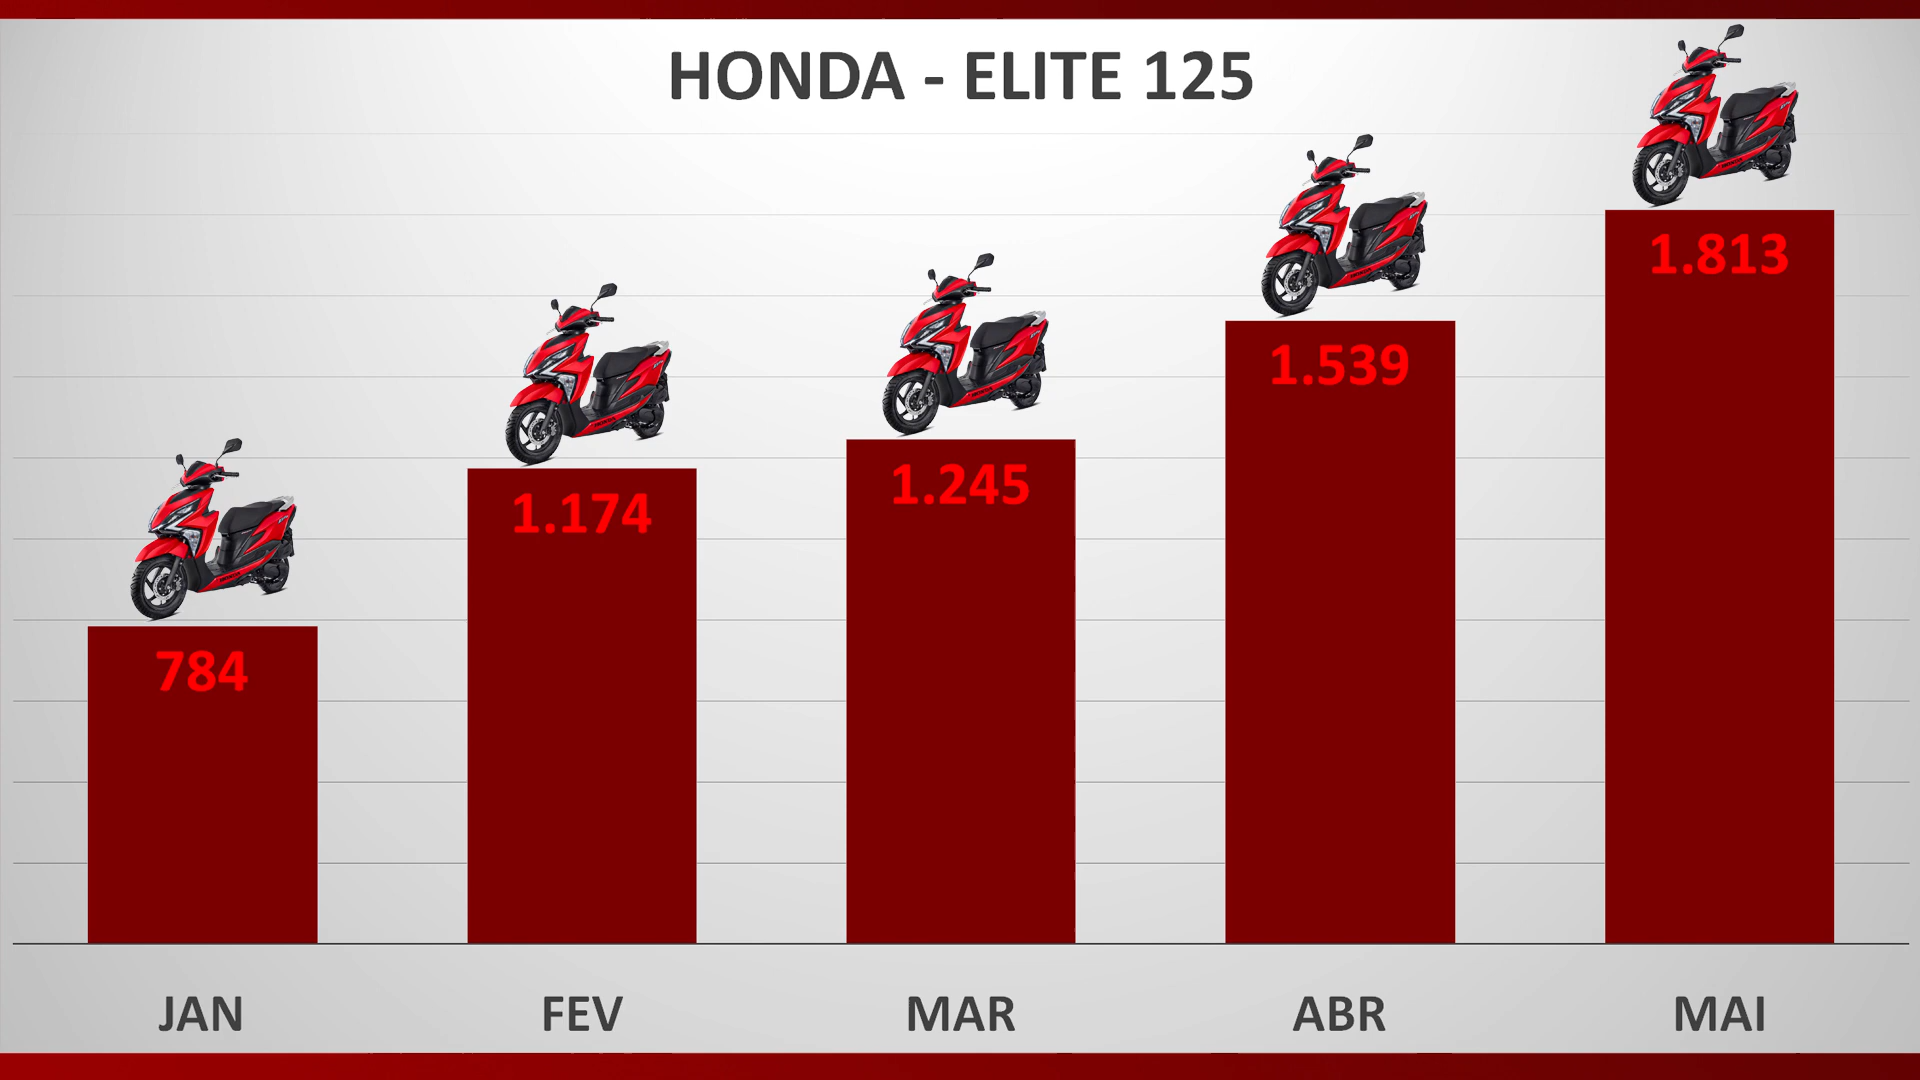 HONDA - ELITE 125
784
1.174
1.245
1.539
1.813
JAN
FEV
MAR
ABR
MAI